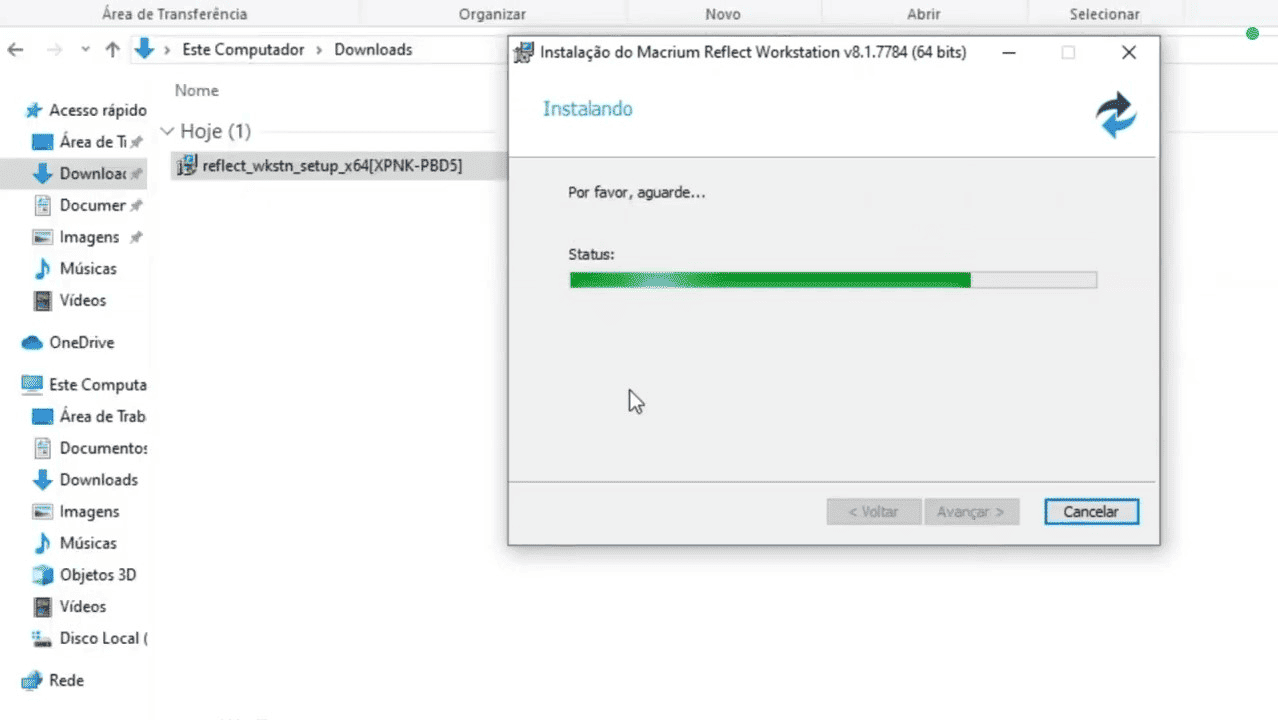 Área de Transferência
Organizar
Novo
Abrir
Selecionar
Este Computador
Downloads
Nome
Hoje (1)
reflect_wkstn_setup_x64[XPNK-PBD5]
Acesso rápido
Área de Tr
Downloac
Documer
Imagens
Músicas
Vídeos
OneDrive
Este Computa
Área de Trab
Documentos
Downloads
Imagens
Músicas
Objetos 3D
Vídeos
Disco Local (
Rede
Instalação do Macrium Reflect Workstation v8.1.7784 (64 bits)
Instalando
Por favor, aguarde...
Status:
< Voltar
Avançar >
Cancelar